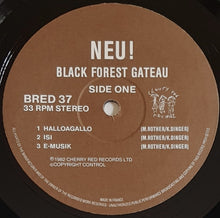 NEU!
BLACK FOREST GATEAU
SIDE ONE
BRED 37
33 RPM STEREO
1 HALLOAGALLO (M.ROTHER/K.DINGER)
2 ISI (M.ROTHER/K.DINGER)
3 E-MUSIK (M.ROTHER/K.DINGER)
℗1982 CHERRY RED RECORDS LTD
©COPYRIGHT CONTROL
MADE IN FRANCE